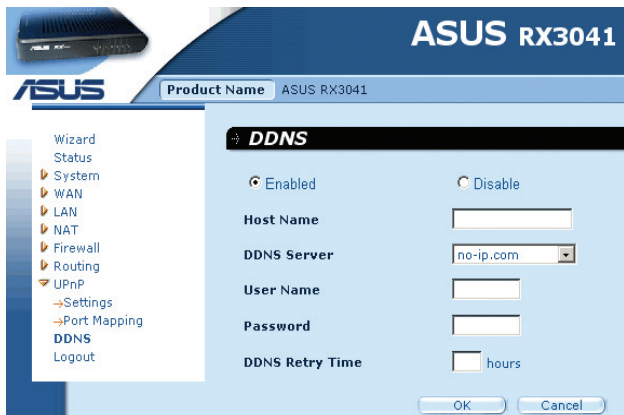 ASUS RX3041
ASUS
Product Name ASUS RX3041
Wizard
Status
System
WAN
LAN
NAT
Firewall
Routing
UPnP
→Settings
→Port Mapping
DDNS
Logout
DDNS
Enabled Disable
Host Name
DDNS Server no-ip.com
User Name
Password
DDNS Retry Time hours
OK Cancel